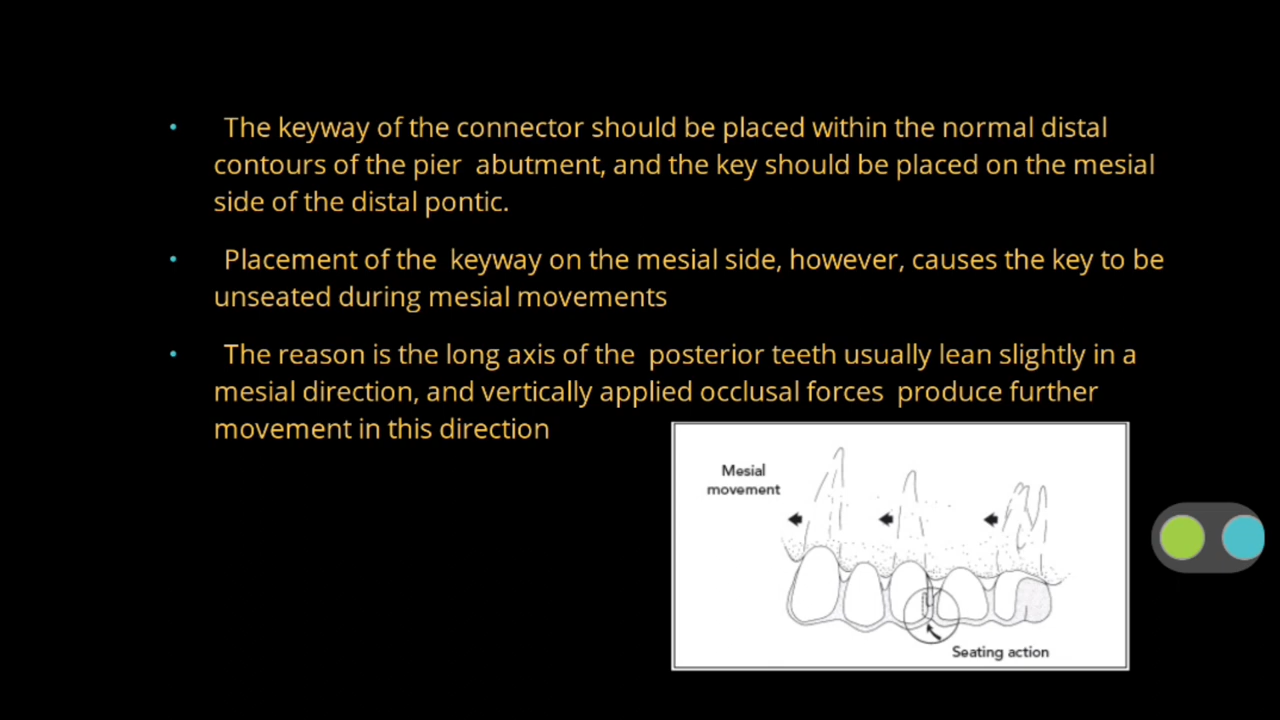 • The keyway of the connector should be placed within the normal distal
contours of the pier abutment, and the key should be placed on the mesial
side of the distal pontic.
• Placement of the keyway on the mesial side, however, causes the key to be
unseated during mesial movements
• The reason is the long axis of the posterior teeth usually lean slightly in a
mesial direction, and vertically applied occlusal forces produce further
movement in this direction
Mesial
movement
Seating action